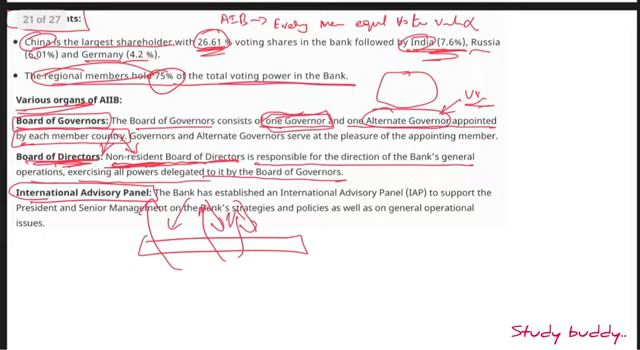 21 of 27
nts:
AIB -> Every mem equal vote value
• China is the largest shareholder with 26.61 % voting shares in the bank followed by India (7.6%), Russia
(6.01%) and Germany (4.2 %).
• The regional members hold 75% of the total voting power in the Bank.
Various organs of AIIB:
Board of Governors: The Board of Governors consists of one Governor and one Alternate Governor appointed
by each member country. Governors and Alternate Governors serve at the pleasure of the appointing member.
Board of Directors: Non-resident Board of Directors is responsible for the direction of the Bank's general
operations, exercising all powers delegated to it by the Board of Governors.
International Advisory Panel: The Bank has established an International Advisory Panel (IAP) to support the
President and Senior Management on the Bank's strategies and policies as well as on general operational
issues.
Study buddy..